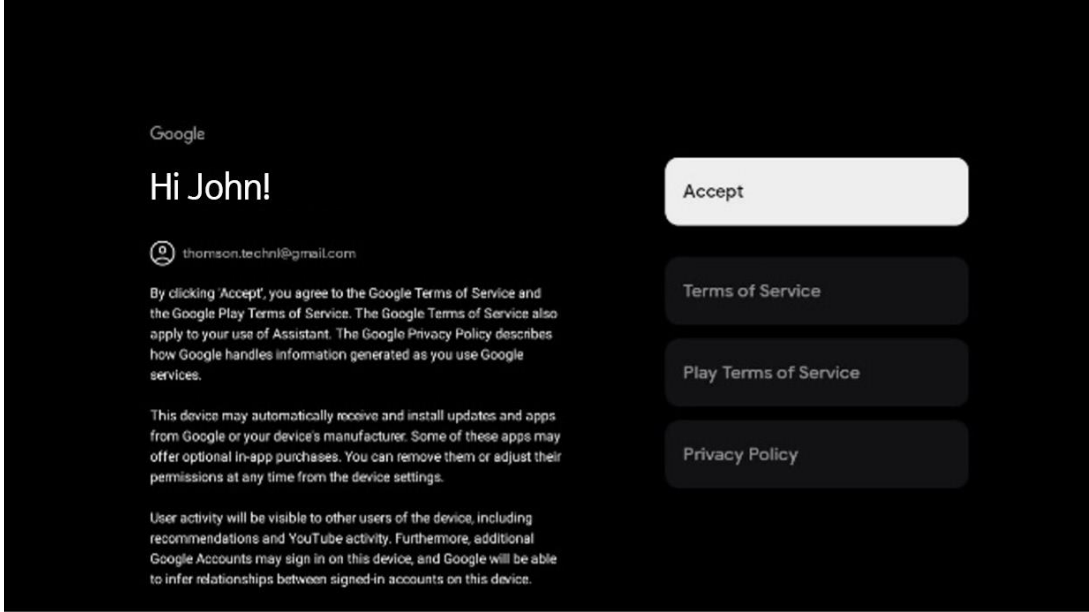 Google
Hi John!
thomson.technl@gmail.com
By clicking 'Accept', you agree to the Google Terms of Service and
the Google Play Terms of Service. The Google Terms of Service also
apply to your use of Assistant. The Google Privacy Policy describes
how Google handles information generated as you use Google
services.
This device may automatically receive and install updates and apps
from Google or your device's manufacturer. Some of these apps may
offer optional in-app purchases. You can remove them or adjust their
permissions at any time from the device settings.
User activity will be visible to other users of the device, including
recommendations and YouTube activity. Furthermore, additional
Google Accounts may sign in on this device, and Google will be able
to infer relationships between signed-in accounts on this device.
Accept
Terms of Service
Play Terms of Service
Privacy Policy